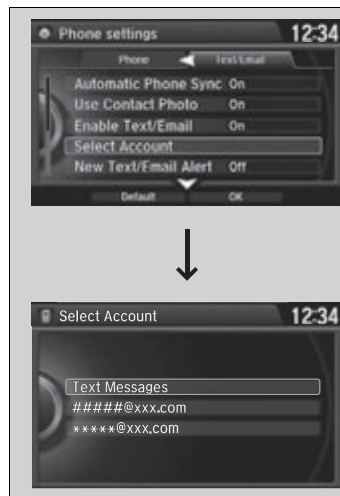 Phone settings 12:34
Phone Text/Email
Automatic Phone Sync On
Use Contact Photo On
Enable Text/Email On
Select Account
New Text/Email Alert Off
Default OK
Select Account 12:34
Text Messages
#####@xxx.com
*****@xxx.com